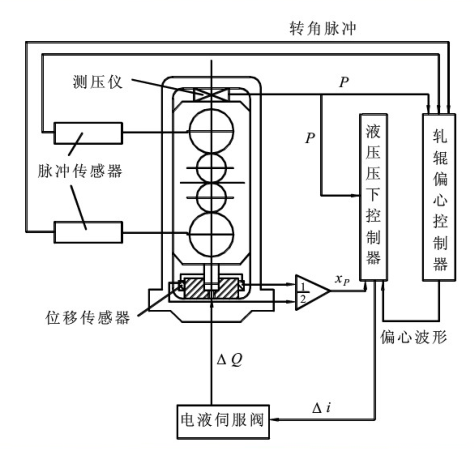 转角脉冲
测压仪
P
P
脉冲传感器
液压压下控制器
轧辊偏心控制器
位移传感器
1
2
xP
偏心波形
ΔQ
Δi
电液伺服阀